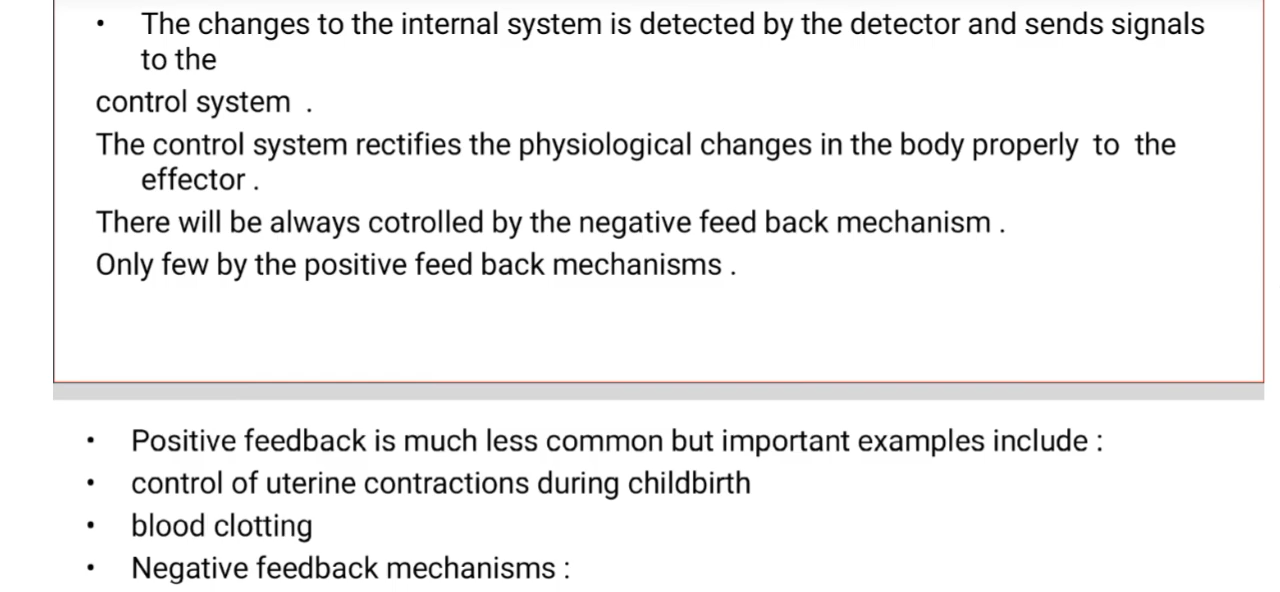 • The changes to the internal system is detected by the detector and sends signals
to the
control system .
The control system rectifies the physiological changes in the body properly to the
effector .
There will be always cotrolled by the negative feed back mechanism .
Only few by the positive feed back mechanisms .
• Positive feedback is much less common but important examples include :
• control of uterine contractions during childbirth
• blood clotting
• Negative feedback mechanisms :